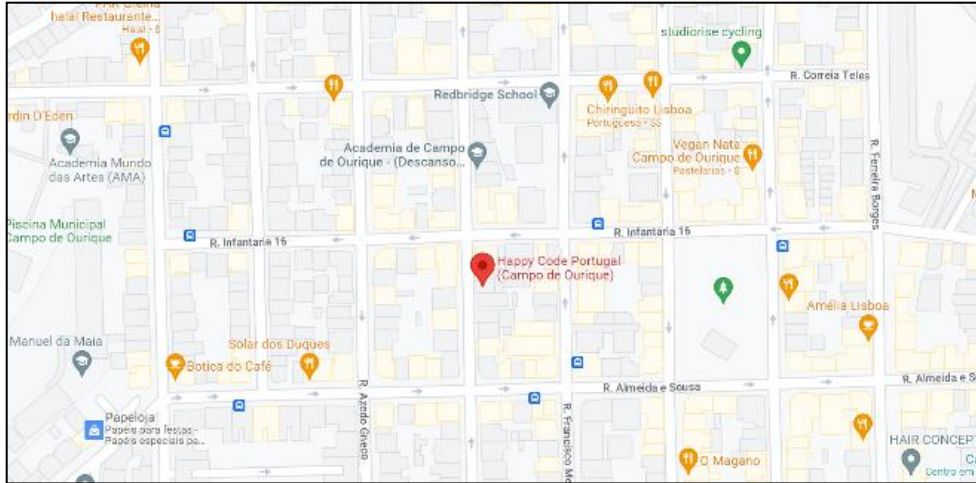 halal Restaurante...
Halal · $
studiorise cycling
R. Correia Teles
Redbridge School
Chiringuito Lisboa
Portuguesa · $$
rdin D'Eden
Academia de Campo
de Ourique - (Descanso...
Vegan Nata
Campo de Ourique
Pastelarias · $
R. Ferreira Borges
Academia Mundo
das Artes (AMA)
Piscina Municipal
Campo de Ourique
R. Infantaria 16
R. Infantaria 16
Happy Code Portugal
(Campo de Ourique)
Amélia Lisboa
Manuel da Maia
Solar dos Duques
Botica do Café
R. Almeida e Sousa
R. Almeida e S
R. Azedo Gneco
R. Francisco Me
Papeloja
Papéis para festas -
Papéis especiais pa...
O Magano
HAIR CONCEPT
Centro em